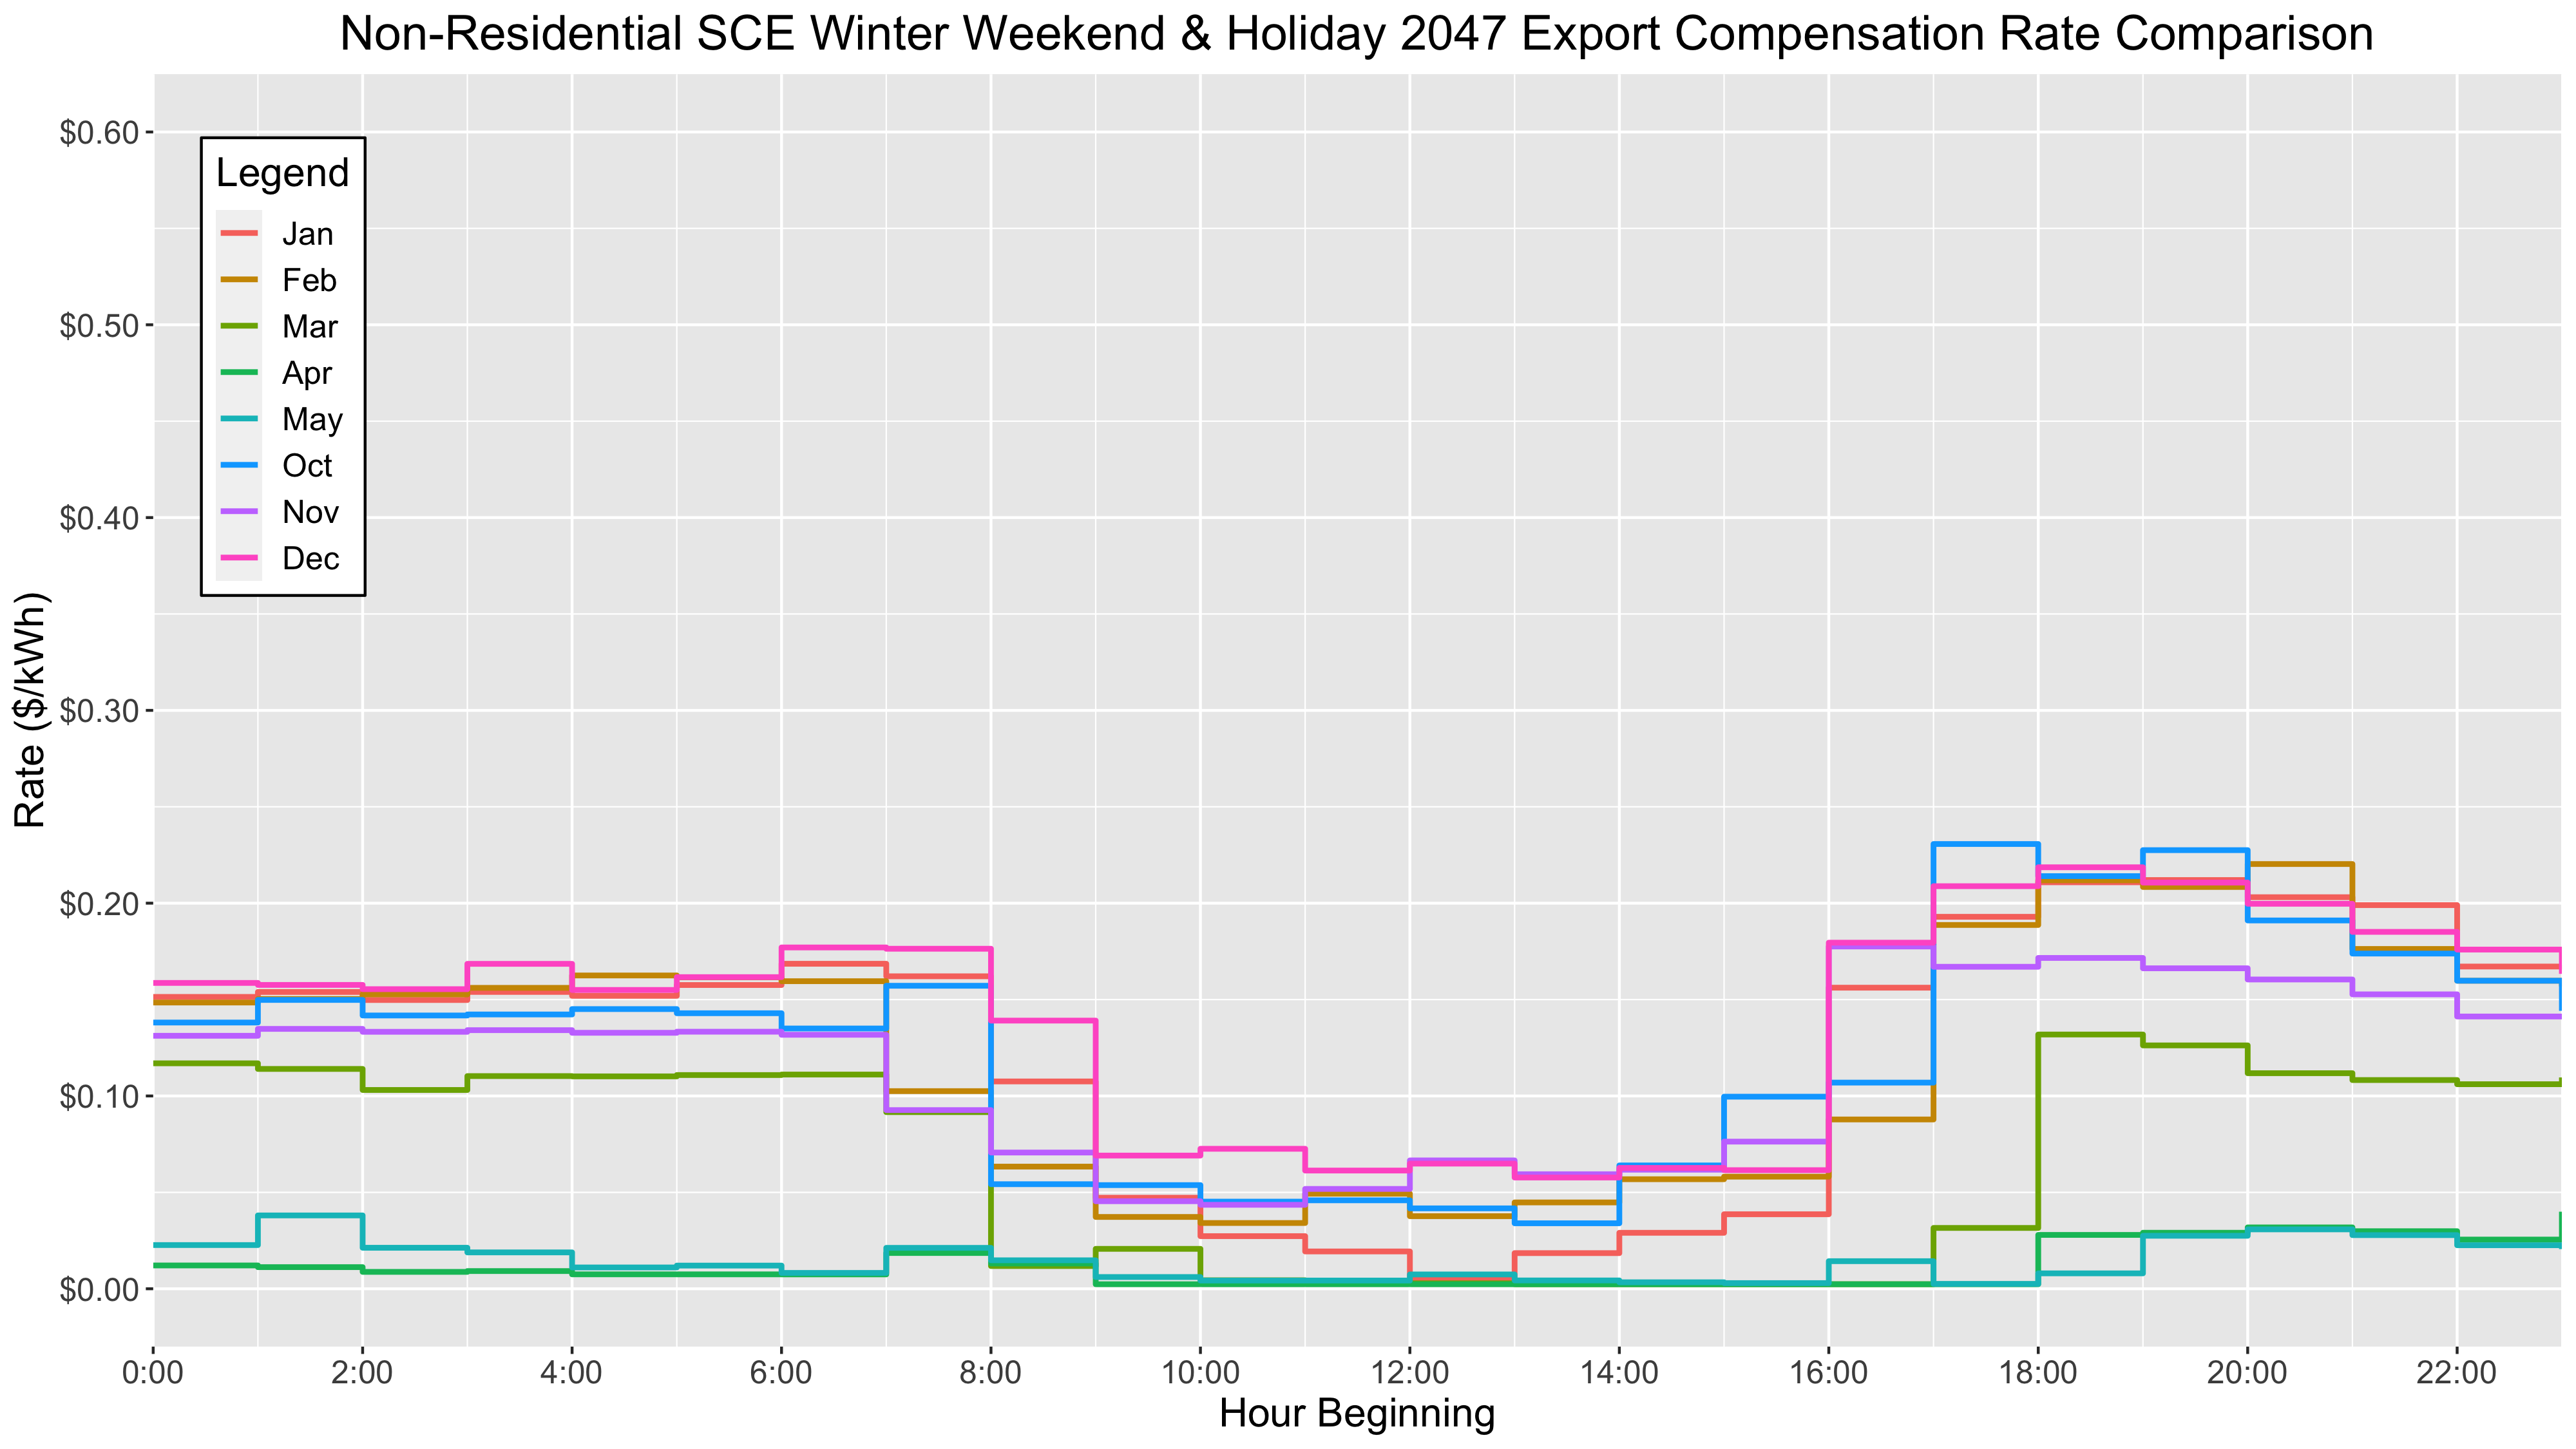 Non-Residential SCE Winter Weekend & Holiday 2047 Export Compensation Rate Comparison
$0.60
$0.50
$0.40
$0.30
$0.20
$0.10
$0.00
Rate ($/kWh)
Legend
Jan
Feb
Mar
Apr
May
Oct
Nov
Dec
0:00 2:00 4:00 6:00 8:00 10:00 12:00 14:00 16:00 18:00 20:00 22:00
Hour Beginning